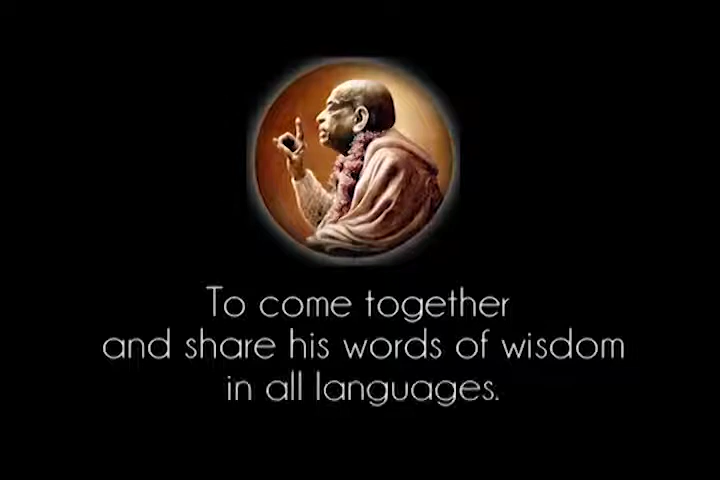 To come together
and share his words of wisdom
in all languages.